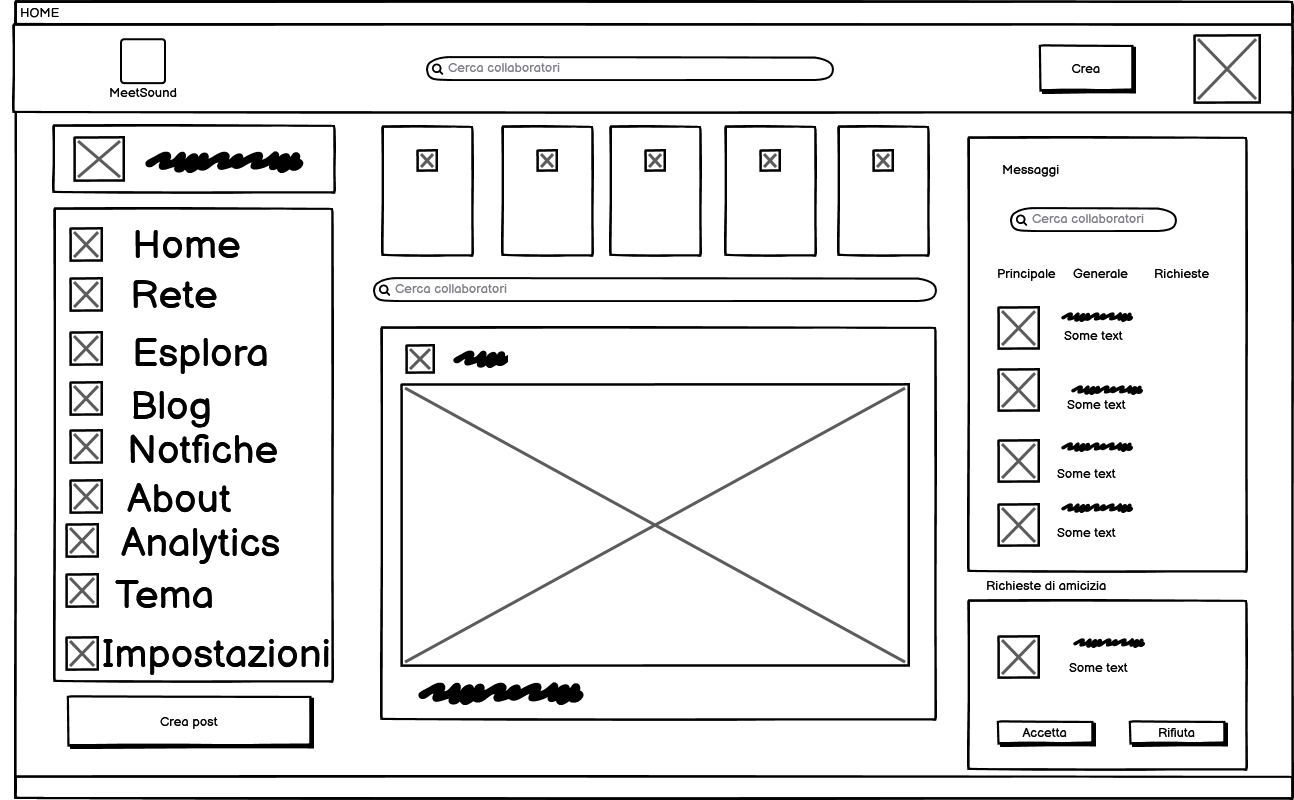 HOME
MeetSound
Cerca collaboratori
Crea
Home
Rete
Esplora
Blog
Notfiche
About
Analytics
Tema
Impostazioni
Crea post
Cerca collaboratori
Messaggi
Cerca collaboratori
Principale Generale Richieste
Some text
Some text
Some text
Some text
Richieste di amicizia
Some text
Accetta Rifiuta